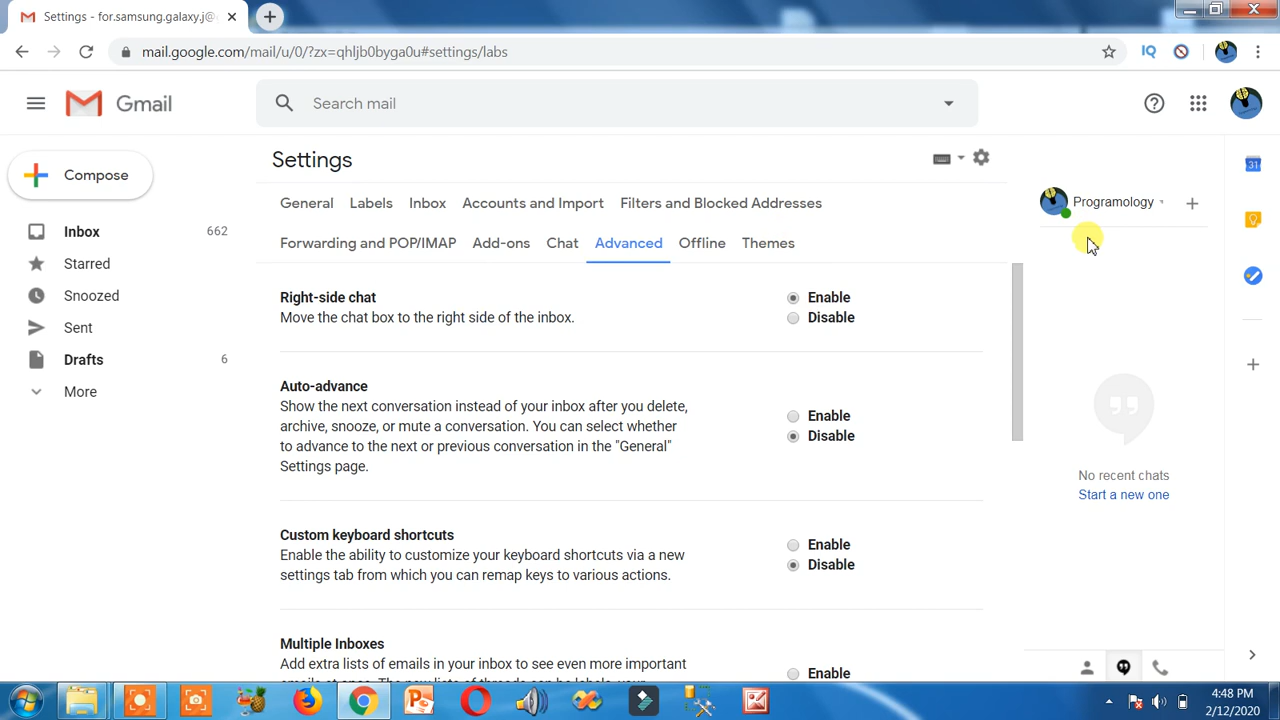 Settings - for.samsung.galaxy.j@
mail.google.com/mail/u/0/?zx=qhljb0byga0u#settings/labs
IQ
Gmail
Search mail
Compose
Inbox 662
Starred
Snoozed
Sent
Drafts 6
More
Settings
General Labels Inbox Accounts and Import Filters and Blocked Addresses
Forwarding and POP/IMAP Add-ons Chat Advanced Offline Themes
Right-side chat
Move the chat box to the right side of the inbox.
Enable
Disable
Auto-advance
Show the next conversation instead of your inbox after you delete,
archive, snooze, or mute a conversation. You can select whether
to advance to the next or previous conversation in the "General"
Settings page.
Enable
Disable
Custom keyboard shortcuts
Enable the ability to customize your keyboard shortcuts via a new
settings tab from which you can remap keys to various actions.
Enable
Disable
Multiple Inboxes
Add extra lists of emails in your inbox to see even more important
Enable
Programology
No recent chats
Start a new one
31
4:48 PM
2/12/2020